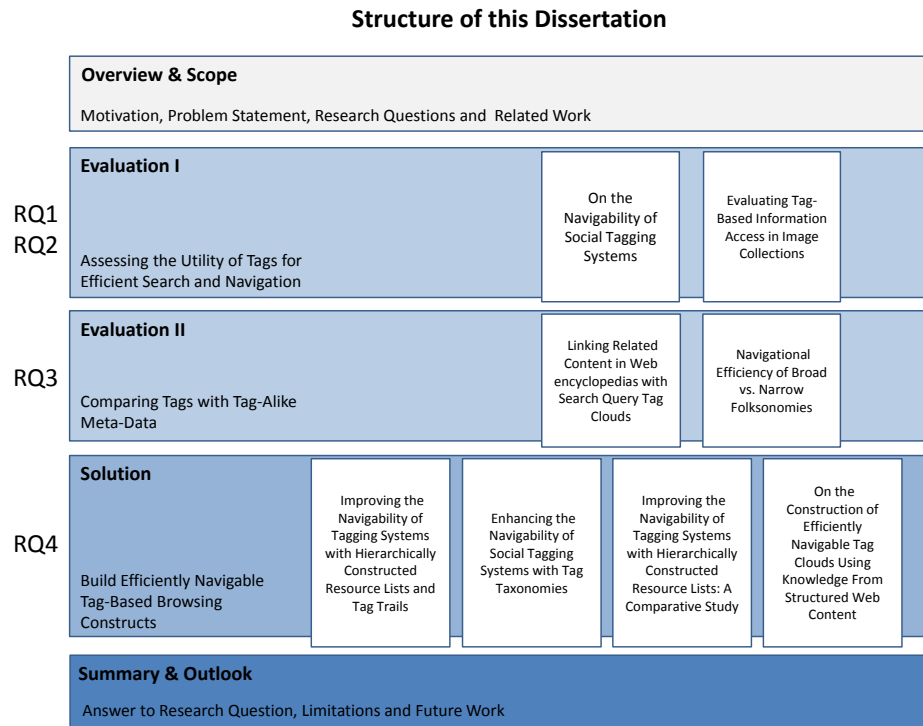 Structure of this Dissertation
Overview & Scope
Motivation, Problem Statement, Research Questions and Related Work
RQ1
RQ2
Evaluation I
Assessing the Utility of Tags for
Efficient Search and Navigation
On the
Navigability of
Social Tagging
Systems
Evaluating Tag-
Based Information
Access in Image
Collections
RQ3
Evaluation II
Comparing Tags with Tag-Alike
Meta-Data
Linking Related
Content in Web
encyclopedias with
Search Query Tag
Clouds
Navigational
Efficiency of Broad
vs. Narrow
Folksonomies
RQ4
Solution
Build Efficiently Navigable
Tag-Based Browsing
Constructs
Improving the
Navigability of
Tagging Systems
with Hierarchically
Constructed
Resource Lists and
Tag Trails
Enhancing the
Navigability of
Social Tagging
Systems with Tag
Taxonomies
Improving the
Navigability of
Tagging Systems
with Hierarchically
Constructed
Resource Lists: A
Comparative Study
On the
Construction of
Efficiently
Navigable Tag
Clouds Using
Knowledge From
Structured Web
Content
Summary & Outlook
Answer to Research Question, Limitations and Future Work